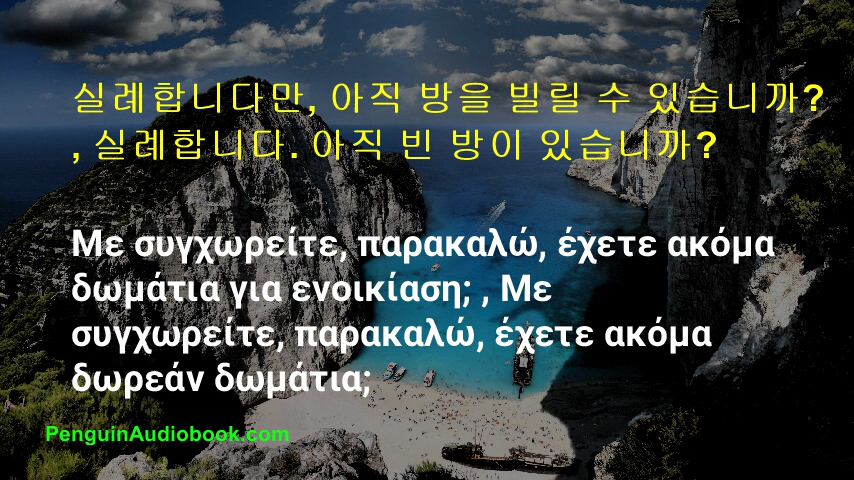 실례합니다만, 아직 방을 빌릴 수 있습니까?
, 실례합니다. 아직 빈 방이 있습니까?
Με συγχωρείτε, παρακαλώ, έχετε ακόμα
δωμάτια για ενοικίαση; , Με
συγχωρείτε, παρακαλώ, έχετε ακόμα
δωρεάν δωμάτια;
PenguinAudiobook.com